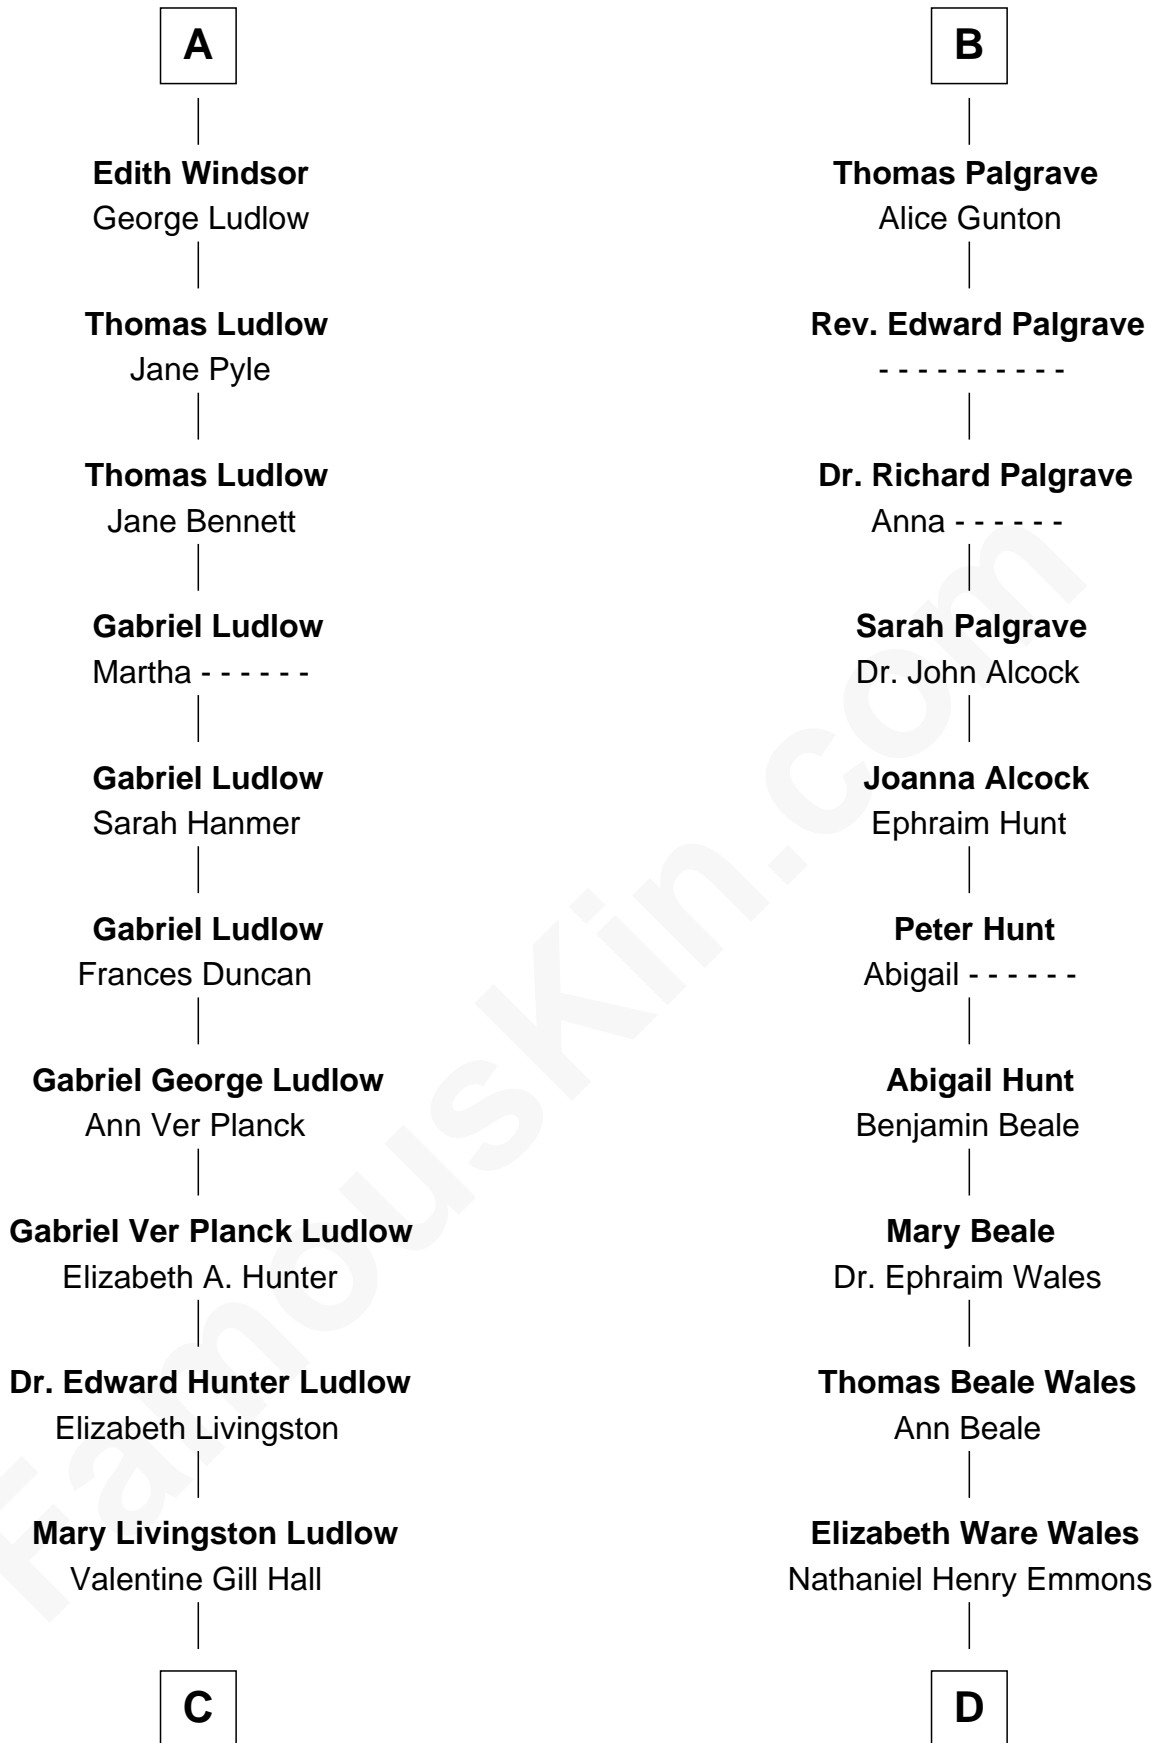 A
Edith Windsor
George Ludlow
Thomas Ludlow
Jane Pyle
Thomas Ludlow
Jane Bennett
Gabriel Ludlow
Martha - - - - - -
Gabriel Ludlow
Sarah Hanmer
Gabriel Ludlow
Frances Duncan
Gabriel George Ludlow
Ann Ver Planck
Gabriel Ver Planck Ludlow
Elizabeth A. Hunter
Dr. Edward Hunter Ludlow
Elizabeth Livingston
Mary Livingston Ludlow
Valentine Gill Hall
C
B
Thomas Palgrave
Alice Gunton
Rev. Edward Palgrave
- - - - - - - - - -
Dr. Richard Palgrave
Anna - - - - - -
Sarah Palgrave
Dr. John Alcock
Joanna Alcock
Ephraim Hunt
Peter Hunt
Abigail - - - - - -
Abigail Hunt
Benjamin Beale
Mary Beale
Dr. Ephraim Wales
Thomas Beale Wales
Ann Beale
Elizabeth Ware Wales
Nathaniel Henry Emmons
D
FamousKin.com